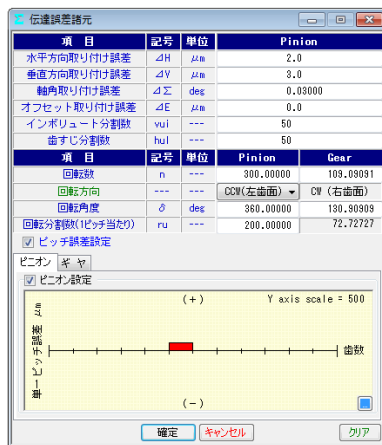 伝達誤差諸元
項 目 記号 単位 Pinion
水平方向取り付け誤差 ⊿H μm 2.0
垂直方向取り付け誤差 ⊿V μm 3.0
軸角取り付け誤差 ⊿Σ deg 0.03000
オフセット取り付け誤差 ⊿E μm 0.0
インボリュート分割数 vui --- 50
歯すじ分割数 hul --- 50
項 目 記号 単位 Pinion Gear
回転数 n --- 300.00000 109.09091
回転方向 --- --- CCW(左歯面) CW (右歯面)
回転角度 δ deg 360.00000 130.90909
回転分割数(1ピッチ当たり) ru --- 200.00000 72.72727
ピッチ誤差設定
ピニオン ギ ヤ
ピニオン設定
(+) Y axis scale = 500
単一ピッチ誤差 μm
歯数
(-)
確定 キャンセル クリア